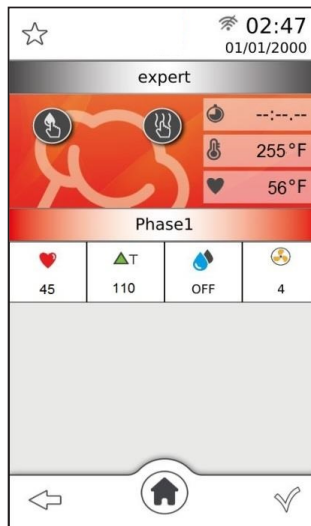 02:47
01/01/2000
expert
--:--.--
255°F
56°F
Phase1
T
45 110 OFF 4